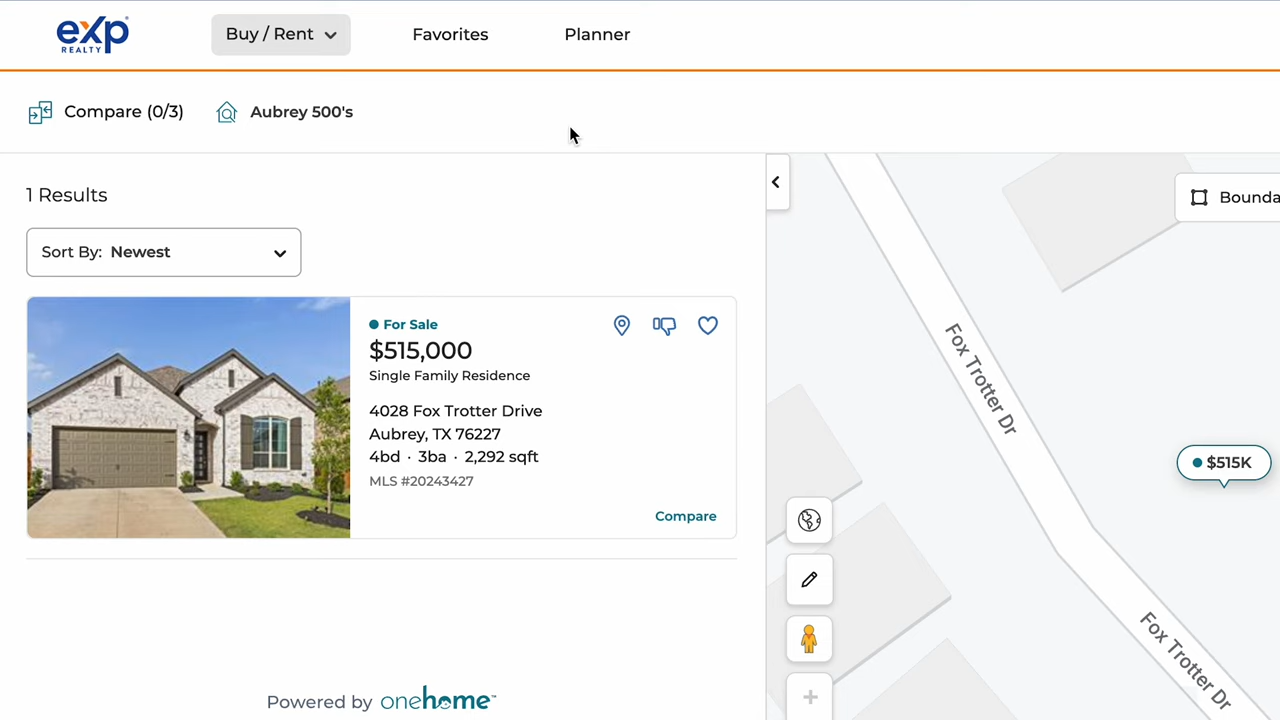 exp
REALTY
Buy / Rent
Favorites
Planner
Compare (0/3)
Aubrey 500's
1 Results
Sort By: Newest
For Sale
$515,000
Single Family Residence
4028 Fox Trotter Drive
Aubrey, TX 76227
4bd · 3ba · 2,292 sqft
MLS #20243427
Compare
Powered by onehome™
Bounda
Fox Trotter Dr
$515K
Fox Trotter Dr